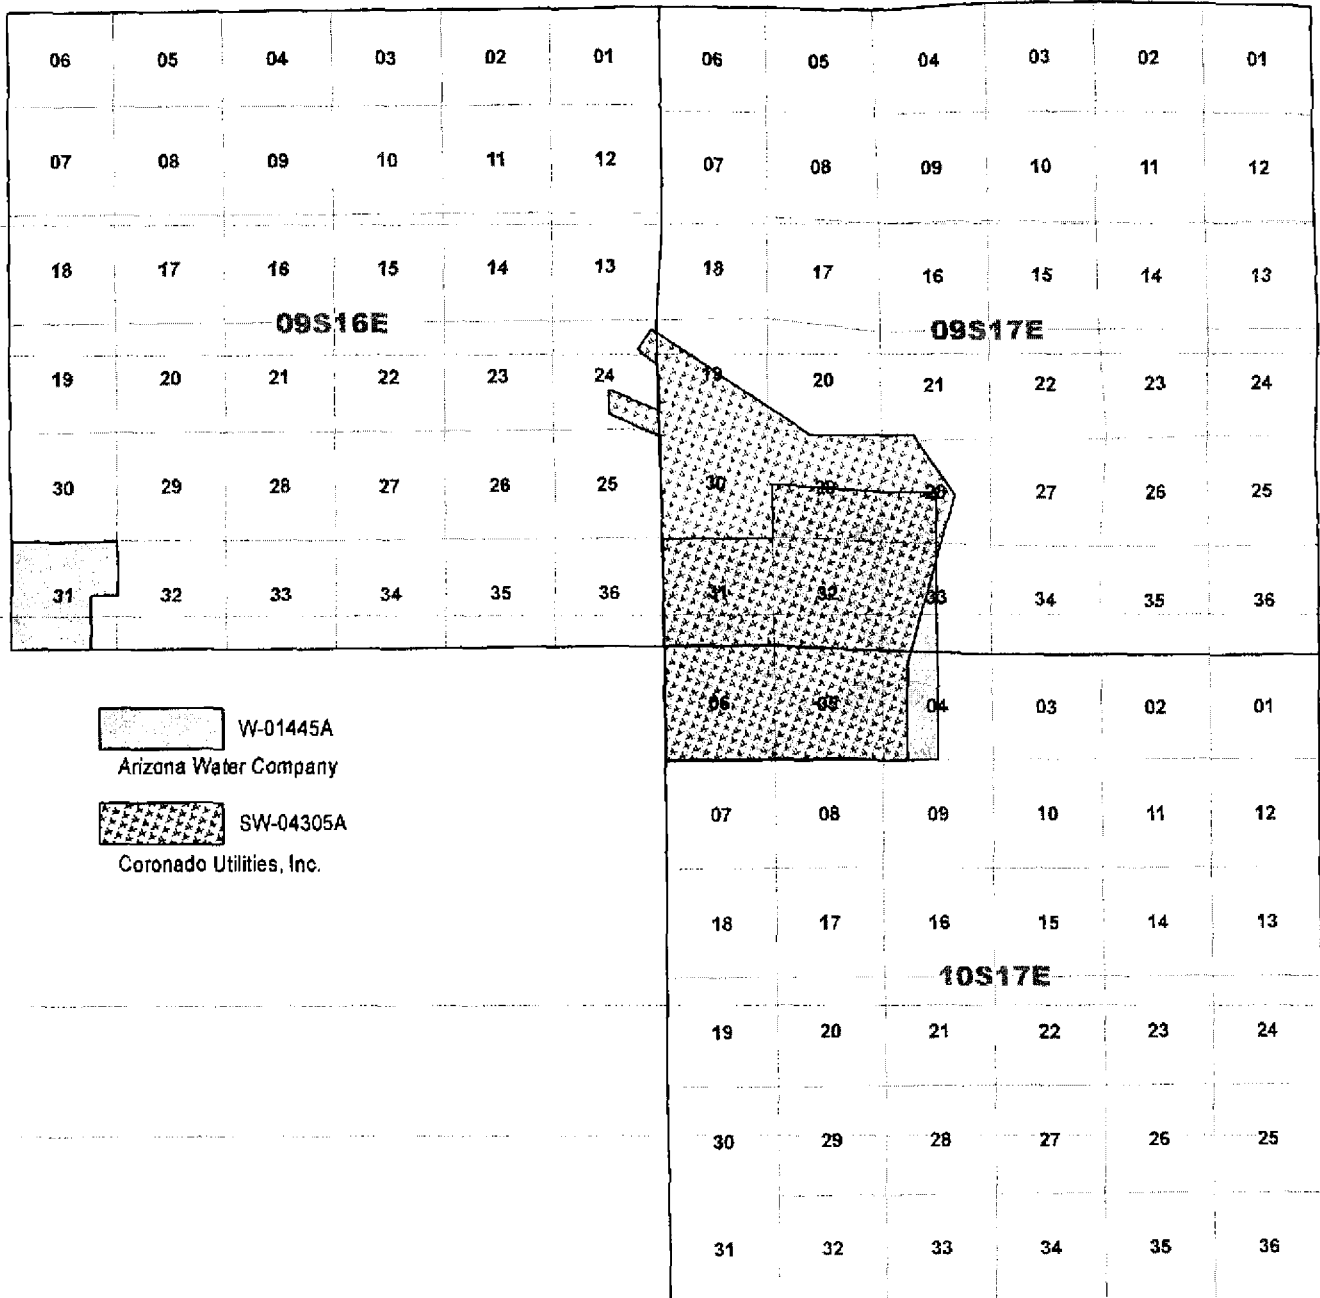 06 05 04 03 02 01 06 05 04 03 02 01
07 08 09 10 11 12 07 08 09 10 11 12
18 17 16 15 14 13 18 17 16 15 14 13
09S16E 09S17E
19 20 21 22 23 24 19 20 21 22 23 24
30 29 28 27 26 25 30 29 28 27 26 25
31 32 33 34 35 36 31 32 33 34 35 36
06 05 04 03 02 01
W-01445A
Arizona Water Company
SW-04305A
Coronado Utilities, Inc.
07 08 09 10 11 12
18 17 16 15 14 13
10S17E
19 20 21 22 23 24
30 29 28 27 26 25
31 32 33 34 35 36